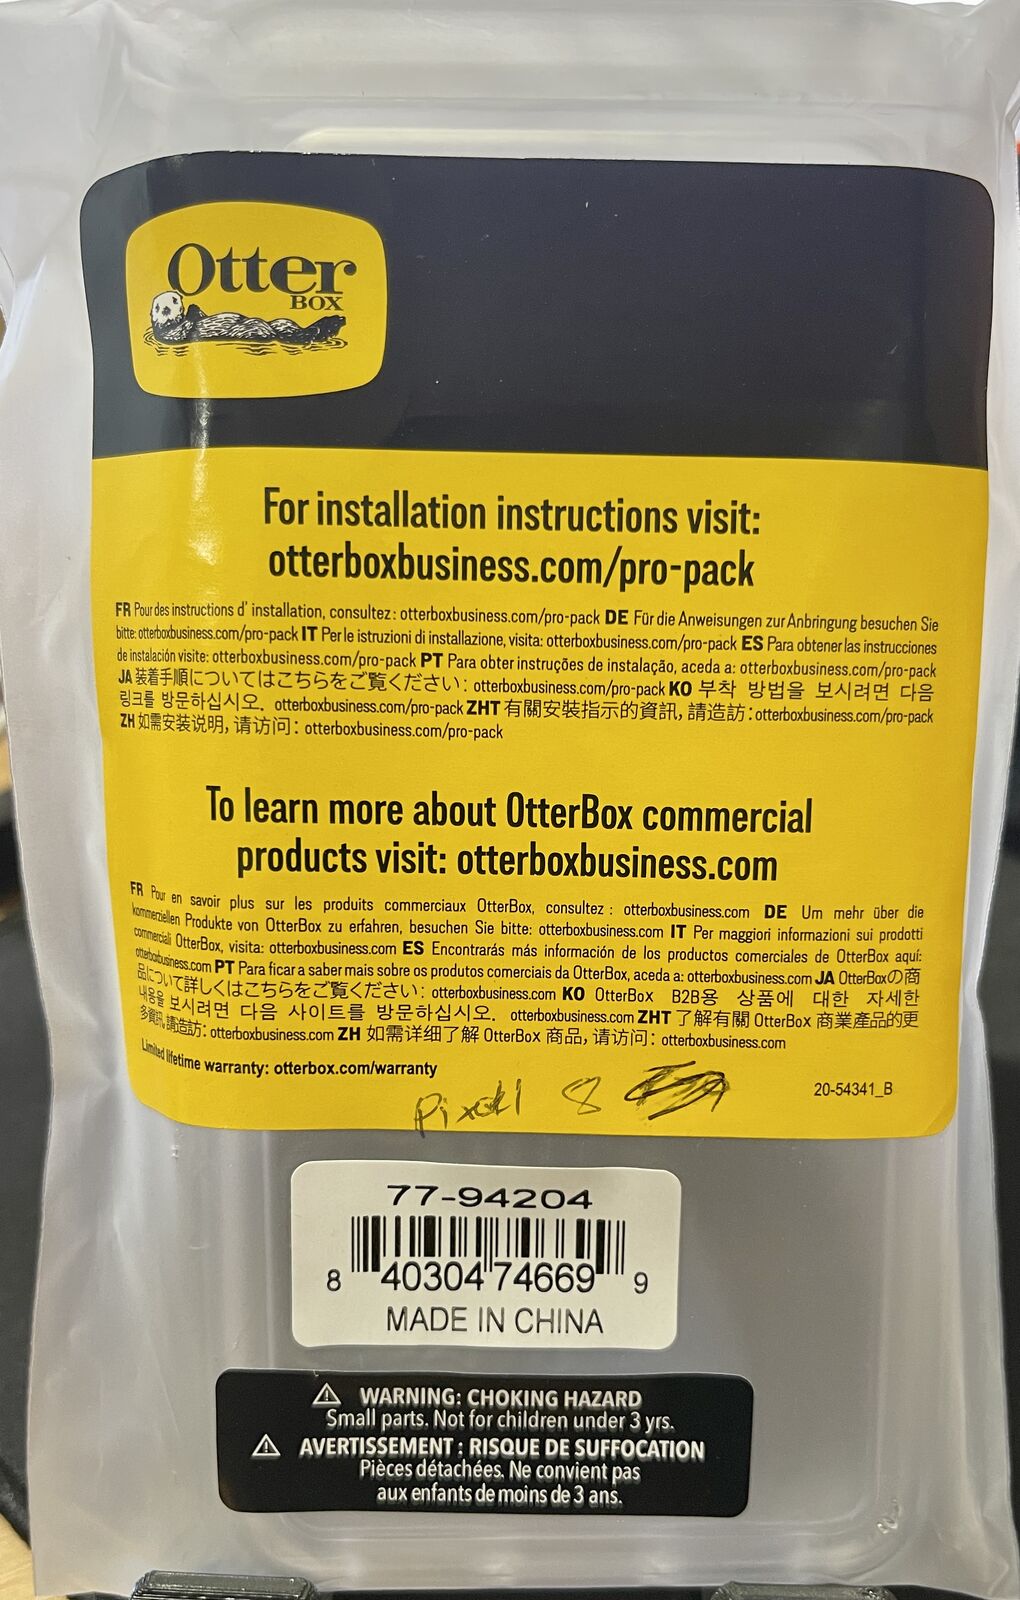 Otter
BOX
For installation instructions visit:
otterboxbusiness.com/pro-pack
FR Pour des instructions d' installation, consultez : otterboxbusiness.com/pro-pack DE Für die Anweisungen zur Anbringung besuchen Sie
bitte: otterboxbusiness.com/pro-pack IT Per le istruzioni di installazione, visita: otterboxbusiness.com/pro-pack ES Para obtener las instrucciones
de instalación visite: otterboxbusiness.com/pro-pack PT Para obter instruções de instalação, aceda a: otterboxbusiness.com/pro-pack
JA 装着手順についてはこちらをご覧ください: otterboxbusiness.com/pro-pack KO 부착 방법을 보시려면 다음
링크를 방문하십시오. otterboxbusiness.com/pro-pack ZHT 有關安裝指示的資訊, 請造訪: otterboxbusiness.com/pro-pack
ZH 如需安装说明, 请访问: otterboxbusiness.com/pro-pack
To learn more about OtterBox commercial
products visit: otterboxbusiness.com
FR Pour en savoir plus sur les produits commerciaux OtterBox, consultez : otterboxbusiness.com DE Um mehr über die
kommerziellen Produkte von OtterBox zu erfahren, besuchen Sie bitte: otterboxbusiness.com IT Per maggiori informazioni sui prodotti
commerciali OtterBox, visita: otterboxbusiness.com ES Encontrarás más información de los productos comerciales de OtterBox aquí:
otterboxbusiness.com PT Para ficar a saber mais sobre os produtos comerciais da OtterBox, aceda a: otterboxbusiness.com JA OtterBoxの商
品について詳しくはこちらをご覧ください: otterboxbusiness.com KO OtterBox B2B용 상품에 대한 자세한
내용을 보시려면 다음 사이트를 방문하십시오. otterboxbusiness.com ZHT 了解有關 OtterBox 商業產品的更
多資訊, 請造訪: otterboxbusiness.com ZH 如需详细了解 OtterBox 商品, 请访问: otterboxbusiness.com
Limited lifetime warranty: otterbox.com/warranty
20-54341_B
Pixel 8
77-94204
8 40304 74669 9
MADE IN CHINA
⚠ WARNING: CHOKING HAZARD
Small parts. Not for children under 3 yrs.
⚠ AVERTISSEMENT : RISQUE DE SUFFOCATION
Pièces détachées. Ne convient pas
aux enfants de moins de 3 ans.